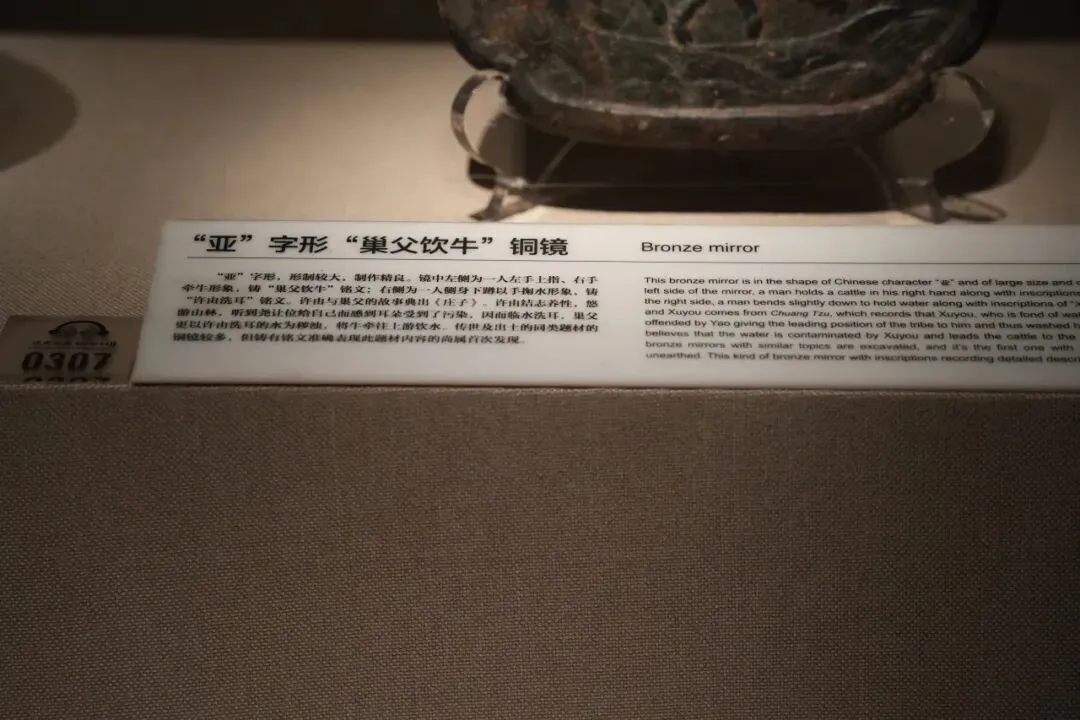 “亚”字形“巢父饮牛”铜镜
“亚”字形，形制较大，制作精良。镜中左侧为一人左手上指、右手
牵牛形象，铸“巢父饮牛”铭文；右侧为一人侧身下蹲以手掬水形象，铸
“许由洗耳”铭文。许由与巢父的故事典出《庄子》。许由结志养性，悠
游山林，听到尧让位给自己而感到耳朵受到了污染，因而临水洗耳。巢父
更以许由洗耳的水为秽浊，将牛牵往上游饮水。传世及出土的同类题材的
铜镜较多，但铸有铭文准确表现此题材内容的尚属首次发现。
Bronze mirror
This bronze mirror is in the shape of Chinese character “亚” and of large size and
left side of the mirror, a man holds a cattle in his right hand along with inscriptions
the right side, a man bends slightly down to hold water along with inscriptions of
and Xuyou comes from Chuang Tzu, which records that Xuyou, who is fond of
offended by Yao giving the leading position of the tribe to him and thus washed
believes that the water is contaminated by Xuyou and leads the cattle to the
bronze mirrors with similar topics are excavated, and it's the first one with
unearthed. This kind of bronze mirror with inscriptions recording detailed
0307